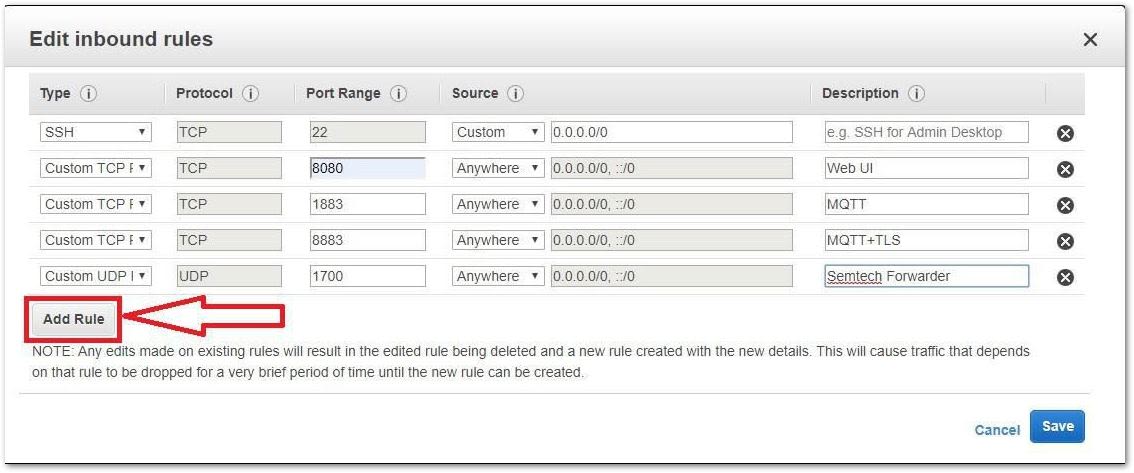 Edit inbound rules
Type Protocol Port Range Source Description
SSH TCP 22 Custom 0.0.0.0/0 e.g. SSH for Admin Desktop
Custom TCP F TCP 8080 Anywhere 0.0.0.0/0, ::/0 Web UI
Custom TCP F TCP 1883 Anywhere 0.0.0.0/0, ::/0 MQTT
Custom TCP F TCP 8883 Anywhere 0.0.0.0/0, ::/0 MQTT+TLS
Custom UDP UDP 1700 Anywhere 0.0.0.0/0, ::/0 Semtech Forwarder
Add Rule
NOTE: Any edits made on existing rules will result in the edited rule being deleted and a new rule created with the new details. This will cause traffic that depends
on that rule to be dropped for a very brief period of time until the new rule can be created.
Cancel Save